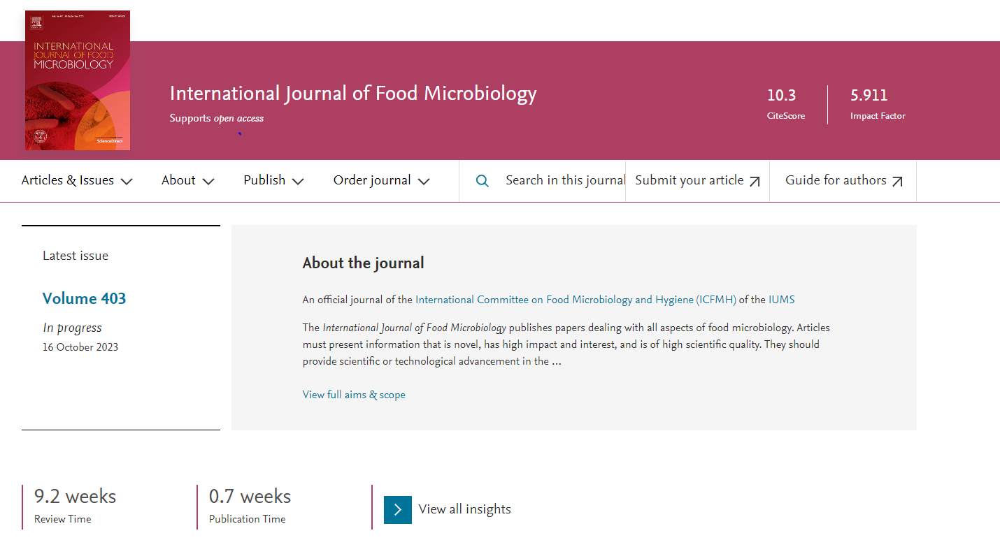 ELSEVIER
INTERNATIONAL
JOURNAL OF FOOD
MICROBIOLOGY
ScienceDirect
International Journal of Food Microbiology
Supports open access
10.3
CiteScore
5.911
Impact Factor
Articles & Issues
About
Publish
Order journal
Search in this journal
Submit your article
Guide for authors
Latest issue
Volume 403
In progress
16 October 2023
About the journal
An official journal of the International Committee on Food Microbiology and Hygiene (ICFMH) of the IUMS
The International Journal of Food Microbiology publishes papers dealing with all aspects of food microbiology. Articles
must present information that is novel, has high impact and interest, and is of high scientific quality. They should
provide scientific or technological advancement in the ...
View full aims & scope
9.2 weeks
Review Time
0.7 weeks
Publication Time
View all insights